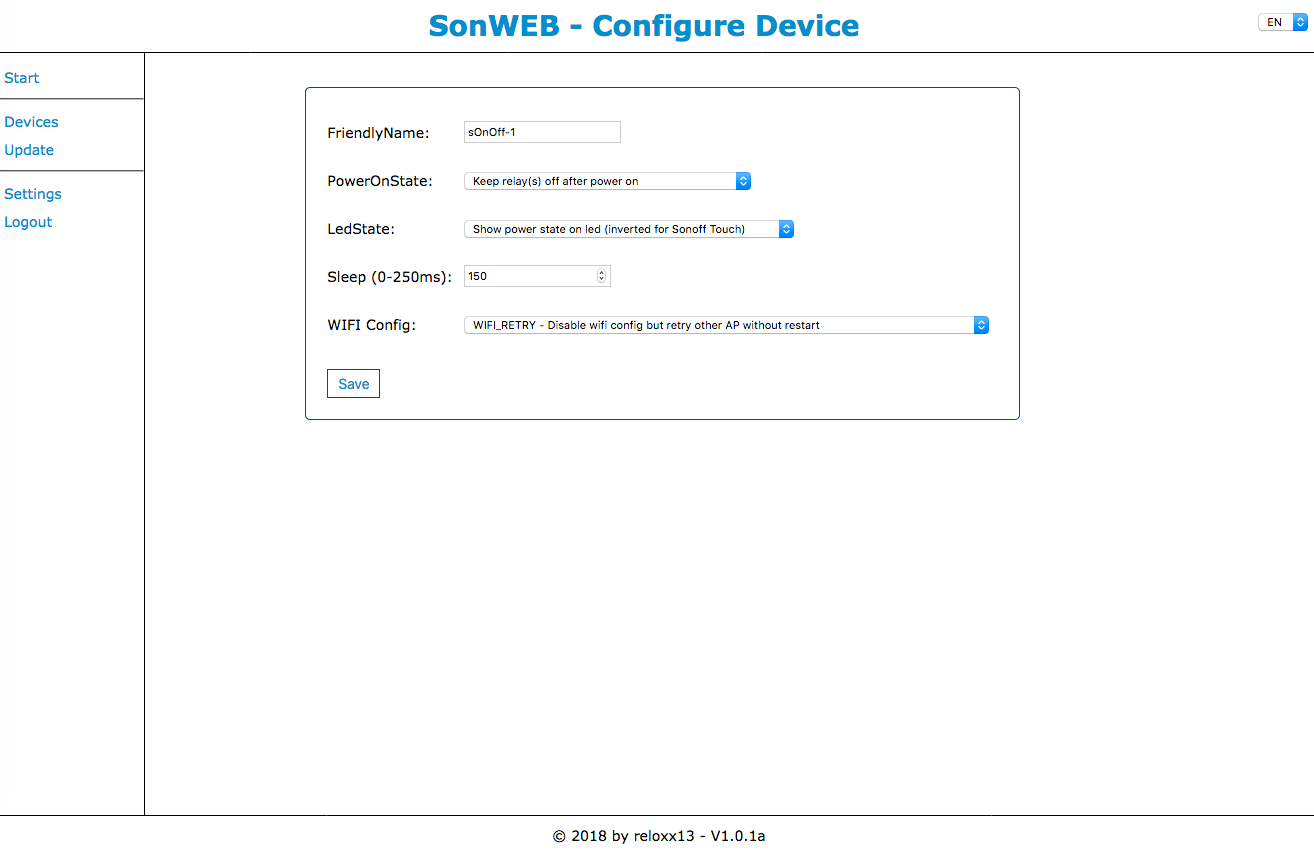 SonWEB - Configure Device
EN
Start
Devices
Update
Settings
Logout
FriendlyName: sOnOff-1
PowerOnState: Keep relay(s) off after power on
LedState: Show power state on led (inverted for Sonoff Touch)
Sleep (0-250ms): 150
WIFI Config: WIFI_RETRY - Disable wifi config but retry other AP without restart
Save
© 2018 by reloxx13 - V1.0.1a